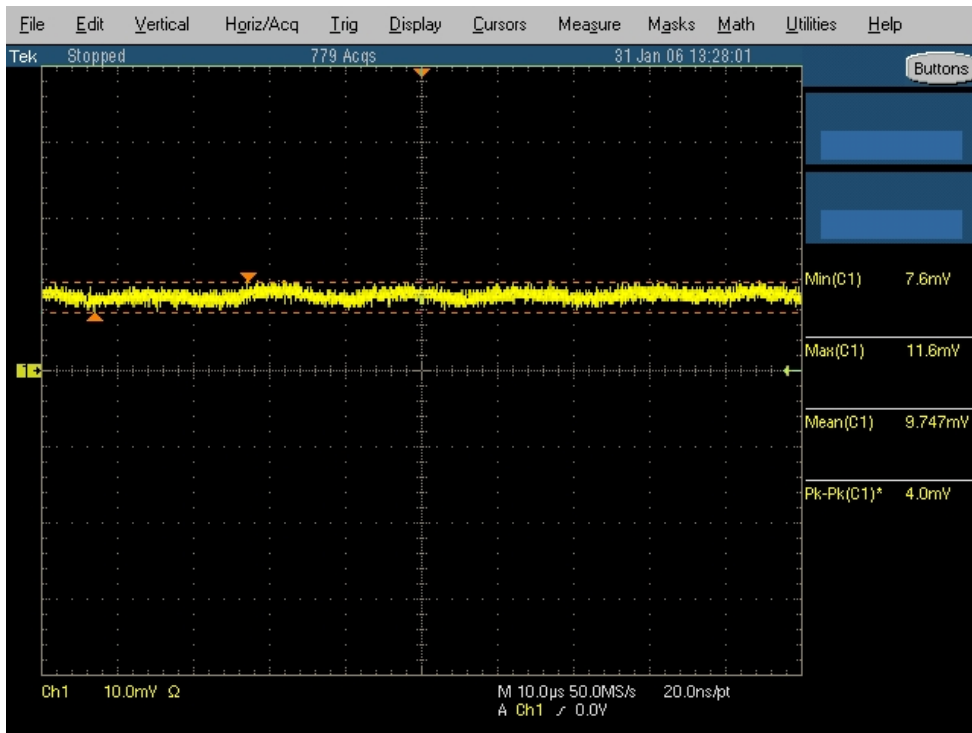 File Edit Vertical Horiz/Acq Trig Display Cursors Measure Masks Math Utilities Help
Tek Stopped 779 Acqs 31 Jan 06 13:28:01
Buttons
Min(C1) 7.6mV
Max(C1) 11.6mV
Mean(C1) 9.747mV
Pk-Pk(C1)* 4.0mV
1
Ch1 10.0mV Ω M 10.0µs 50.0MS/s 20.0ns/pt
A Ch1 / 0.0V